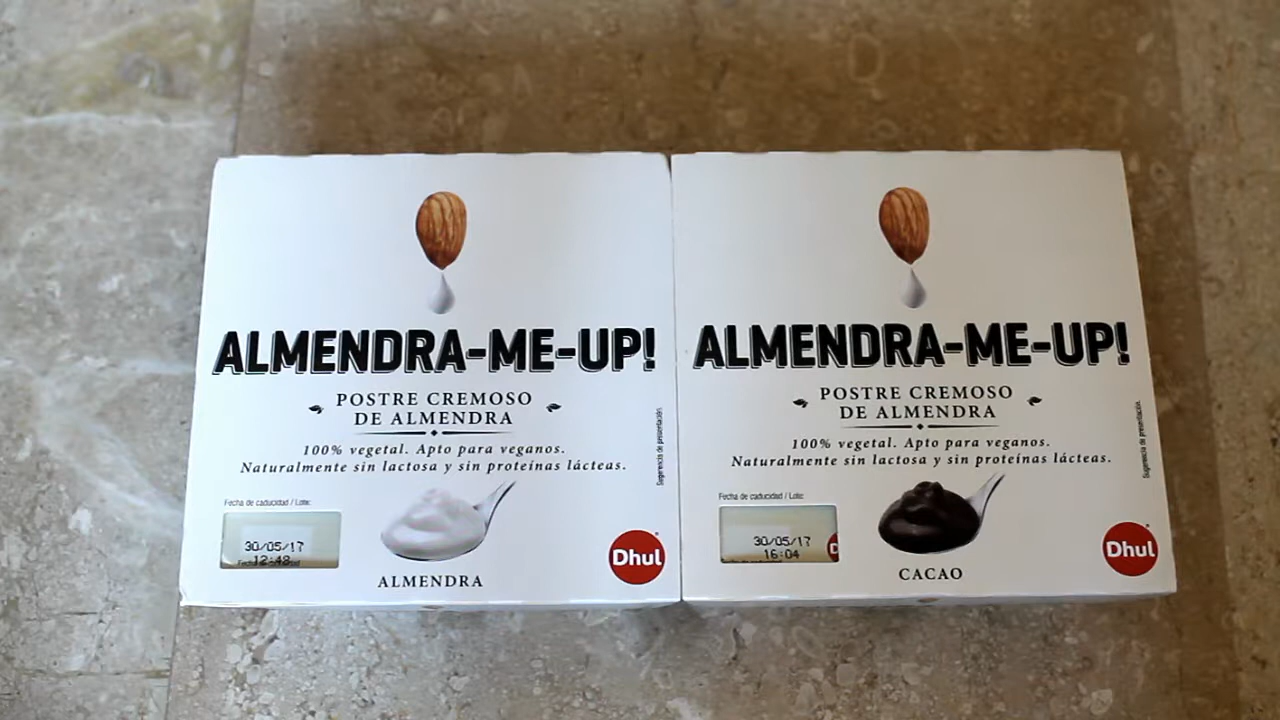 ALMENDRA-ME-UP!
POSTRE CREMOSO
DE ALMENDRA
100% vegetal. Apto para veganos.
Naturalmente sin lactosa y sin proteínas lácteas.
Sugerencia de presentación.
Fecha de caducidad / Lote:
30/05/17
12:48
Dhul
ALMENDRA
ALMENDRA-ME-UP!
POSTRE CREMOSO
DE ALMENDRA
100% vegetal. Apto para veganos.
Naturalmente sin lactosa y sin proteínas lácteas.
Sugerencia de presentación.
Fecha de caducidad / Lote:
30/05/17
16:04
Dhul
CACAO